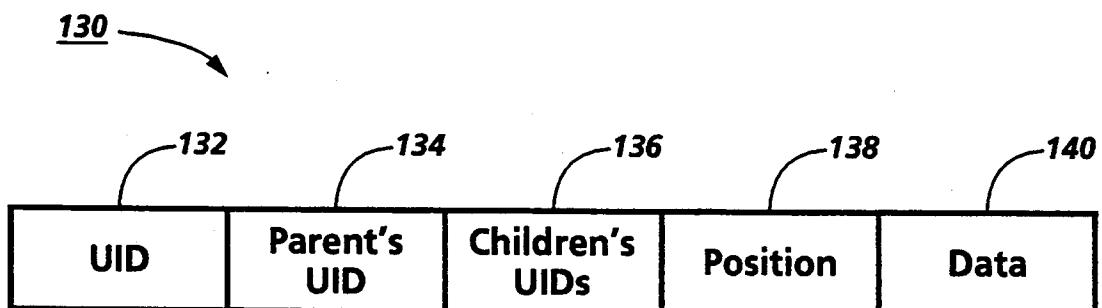 130
132 134 136 138 140
UID Parent's UID Children's UIDs Position Data